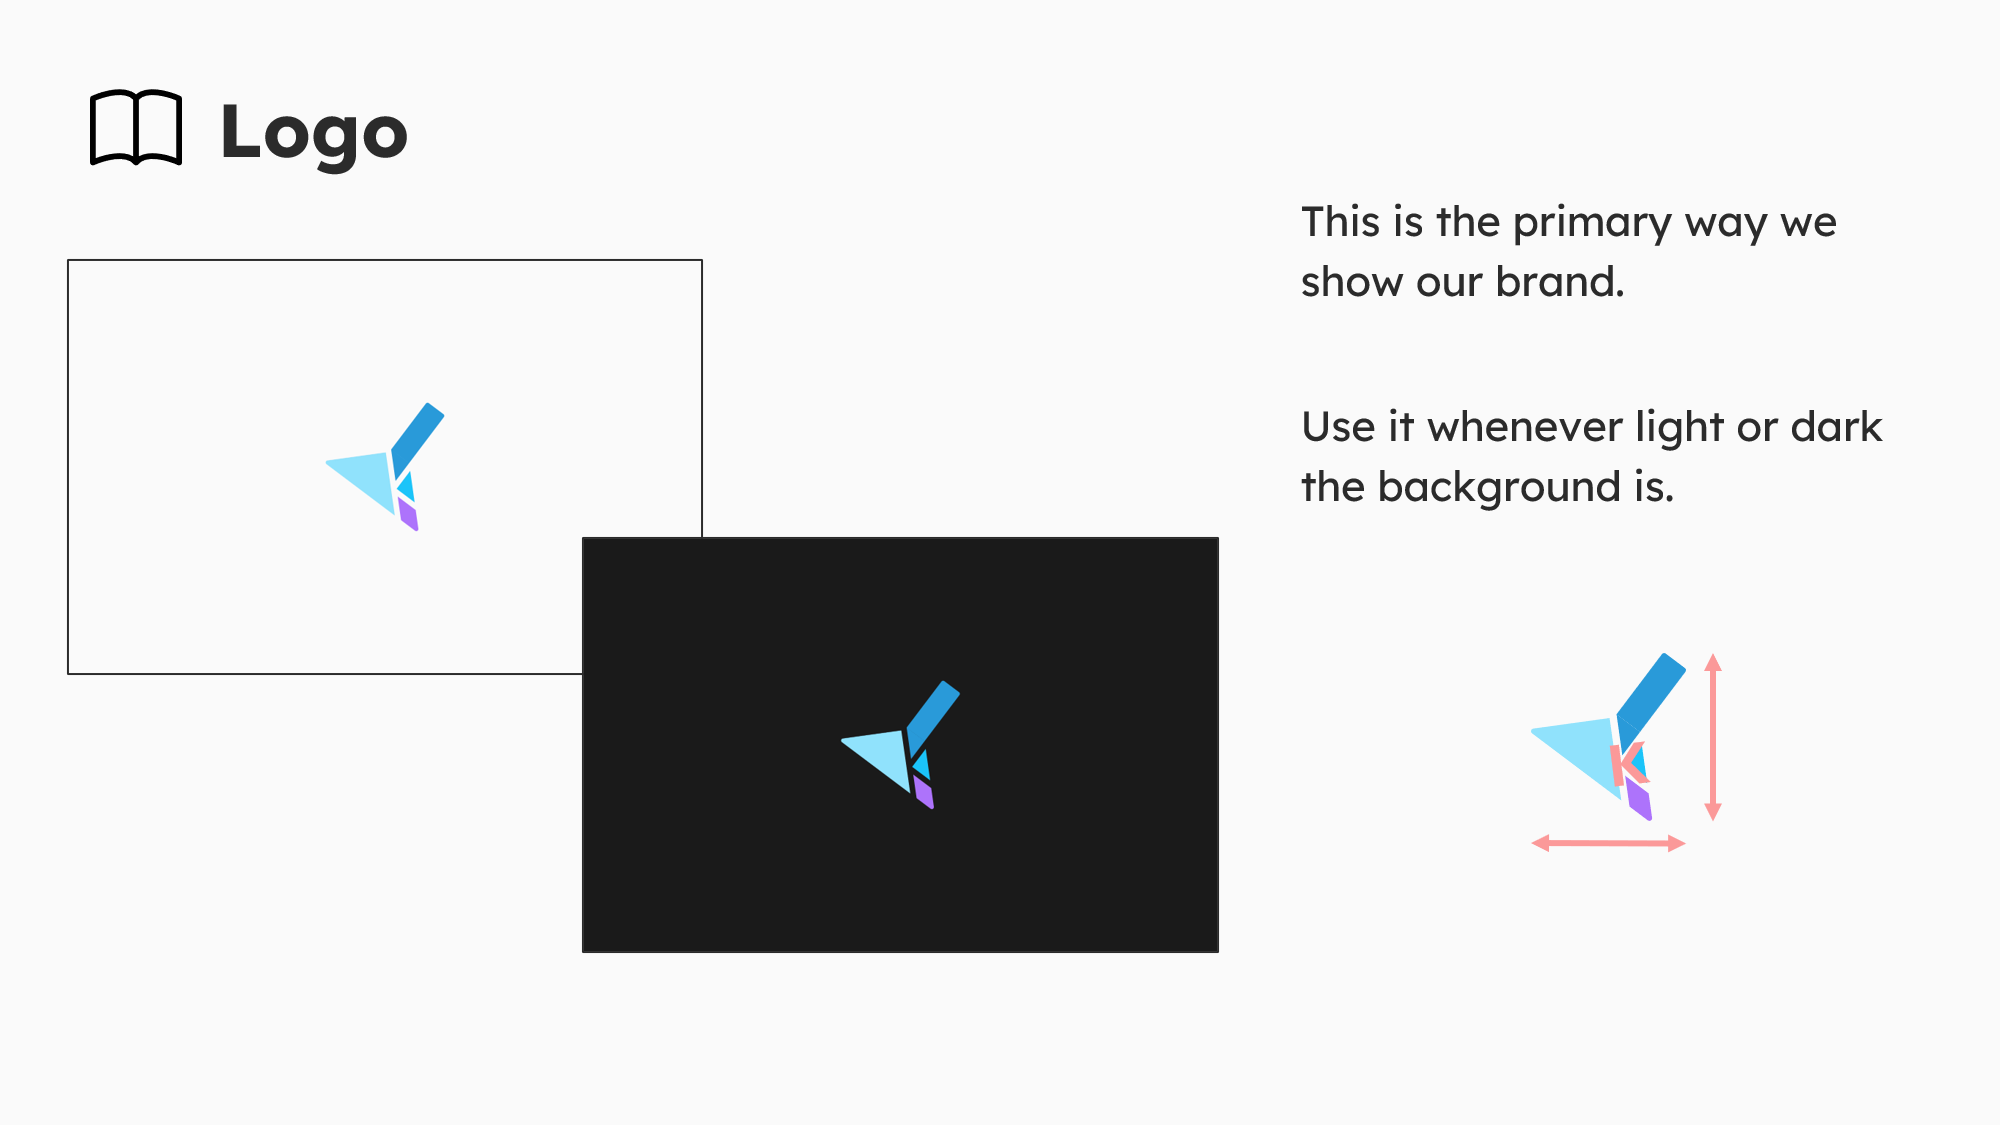 Logo
This is the primary way we
show our brand.
Use it whenever light or dark
the background is.